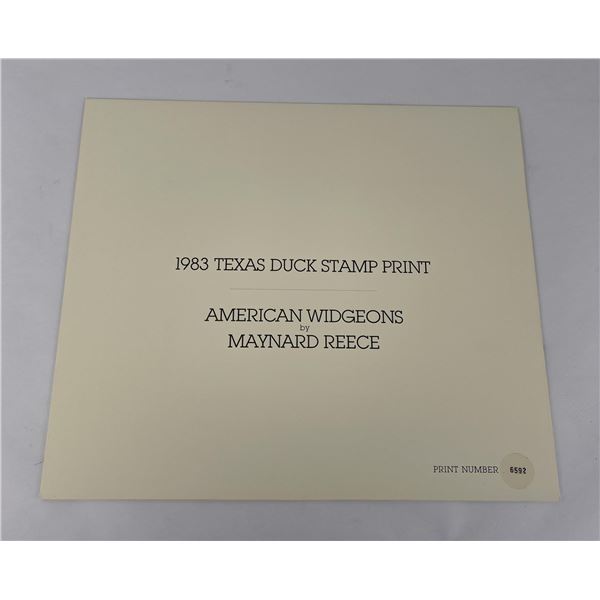 1983 TEXAS DUCK STAMP PRINT
AMERICAN WIDGEONS
by
MAYNARD REECE
PRINT NUMBER 6592